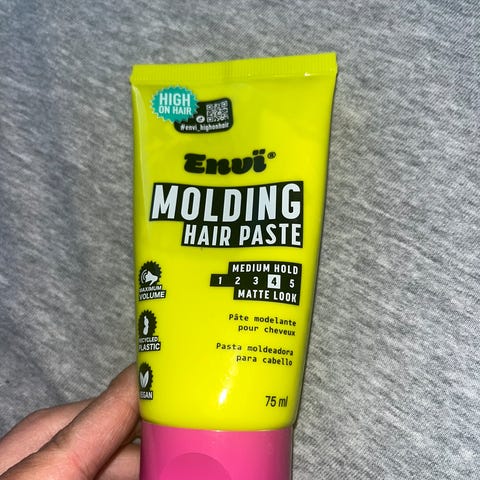 HIGH
ON HAIR
#envi_highonhair
Envï®
MOLDING
HAIR PASTE
MEDIUM HOLD
1 2 3 4 5
MATTE LOOK
MAXIMUM
VOLUME
Pâte modelante
pour cheveux
RECYCLED
PLASTIC
Pasta moldeadora
para cabello
VEGAN
75 ml